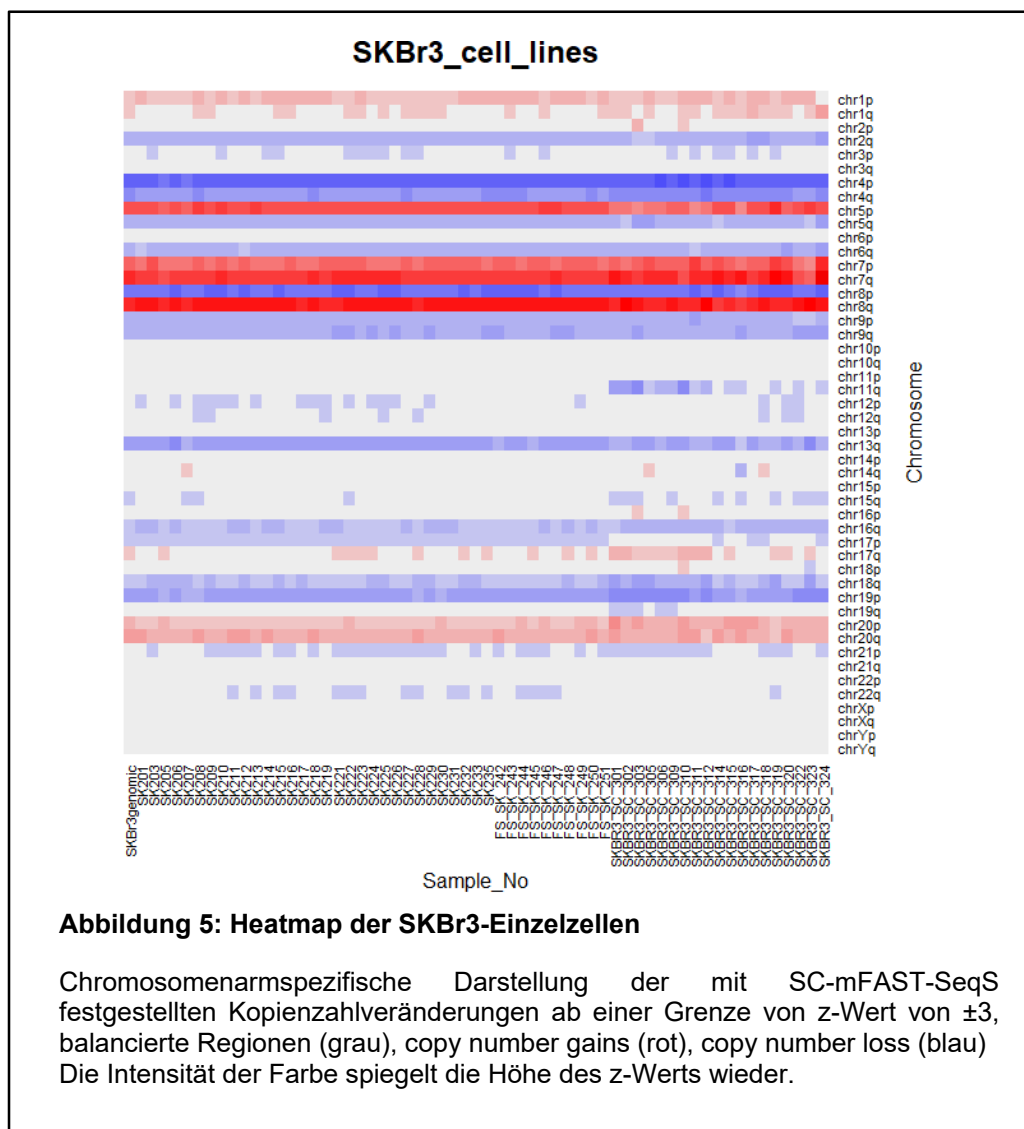 SKBr3_cell_lines
chr1p
chr1q
chr2p
chr2q
chr3p
chr3q
chr4p
chr4q
chr5p
chr5q
chr6p
chr6q
chr7p
chr7q
chr8p
chr8q
chr9p
chr9q
chr10p
chr10q
chr11p
chr11q
chr12p
chr12q
chr13p
chr13q
chr14p
chr14q
chr15p
chr15q
chr16p
chr16q
chr17p
chr17q
chr18p
chr18q
chr19p
chr19q
chr20p
chr20q
chr21p
chr21q
chr22p
chr22q
chrXp
chrXq
chrYp
chrYq
Chromosome
SKBr3genomic
SK201
SK203
SK205
SK206
SK207
SK208
SK209
SK210
SK211
SK212
SK213
SK214
SK215
SK216
SK217
SK218
SK219
SK221
SK222
SK223
SK224
SK225
SK226
SK227
SK228
SK229
SK230
SK231
SK232
SK233
SK235
FS_SK_242
FS_SK_243
FS_SK_244
FS_SK_245
FS_SK_246
FS_SK_247
FS_SK_248
FS_SK_249
FS_SK_250
FS_SK_251
SKBR3_SC_301
SKBR3_SC_302
SKBR3_SC_303
SKBR3_SC_305
SKBR3_SC_306
SKBR3_SC_309
SKBR3_SC_310
SKBR3_SC_311
SKBR3_SC_312
SKBR3_SC_314
SKBR3_SC_315
SKBR3_SC_316
SKBR3_SC_317
SKBR3_SC_318
SKBR3_SC_319
SKBR3_SC_320
SKBR3_SC_322
SKBR3_SC_323
SKBR3_SC_324
Sample_No
Abbildung 5: Heatmap der SKBr3-Einzelzellen
Chromosomenarmspezifische Darstellung der mit SC-mFAST-SeqS
festgestellten Kopienzahlveränderungen ab einer Grenze von z-Wert von ±3,
balancierte Regionen (grau), copy number gains (rot), copy number loss (blau)
Die Intensität der Farbe spiegelt die Höhe des z-Werts wieder.